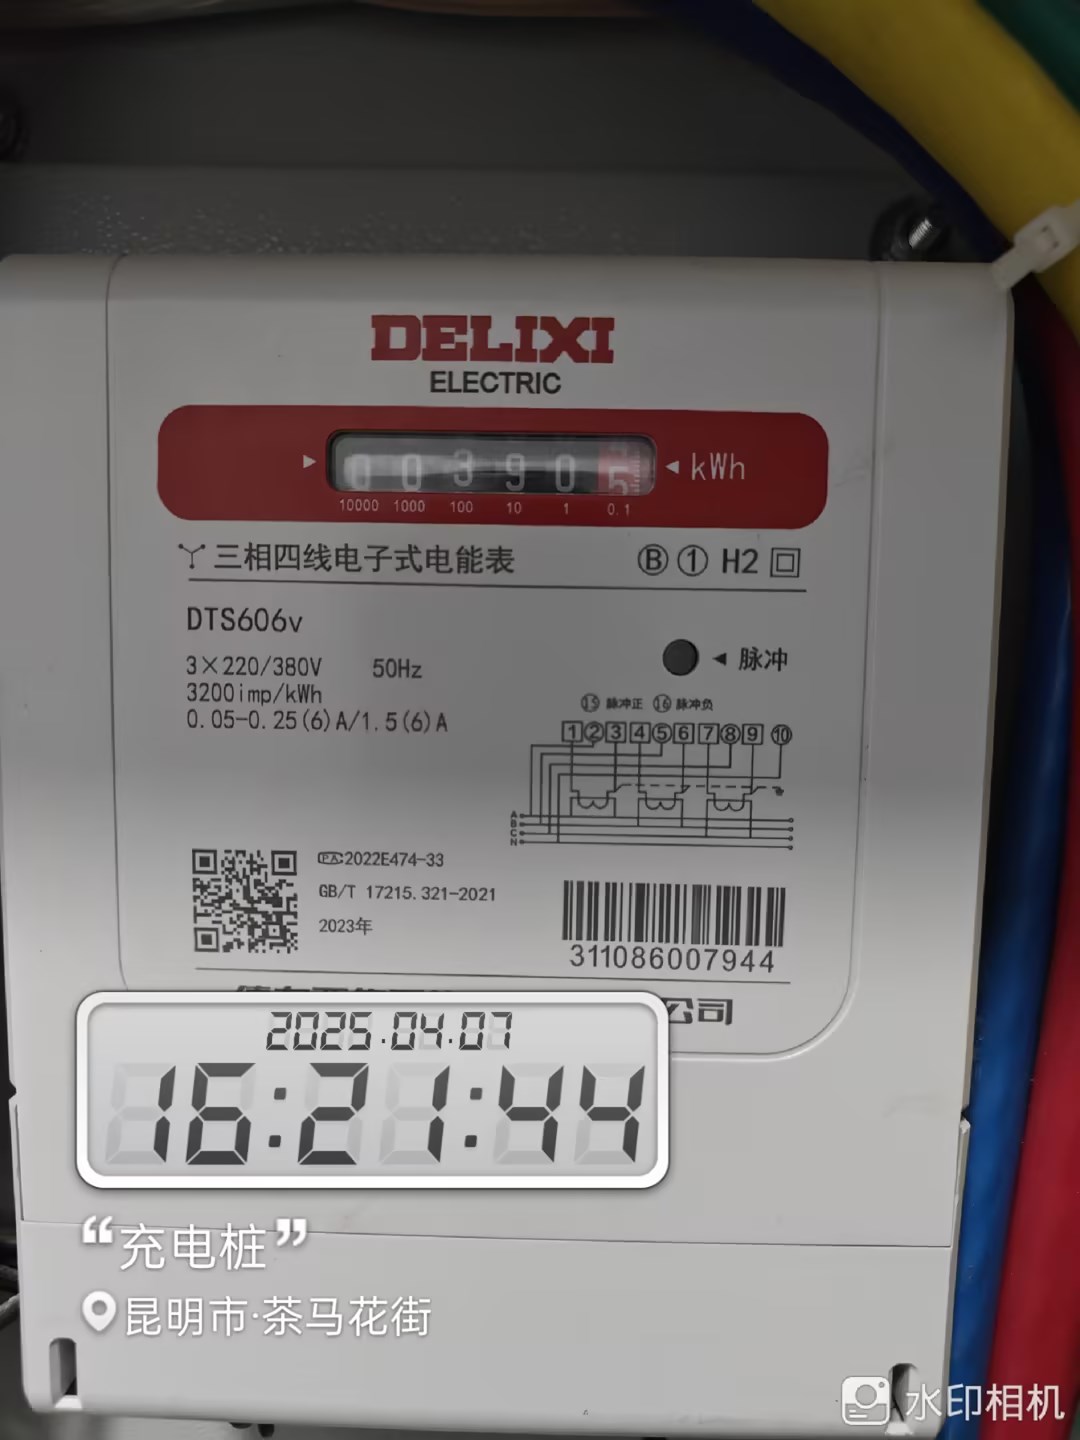 DELIXI
ELECTRIC
0 0 3 9 0 5
kWh
10000 1000 100 10 1 0.1
三相四线电子式电能表 Ⓑ ① H2 回
DTS606v
3×220/380V 50Hz
3200imp/kWh
0.05-0.25(6)A/1.5(6)A
脉冲
⑮ 脉冲正 ⑯ 脉冲负
1 2 3 4 5 6 7 8 9 10
A
B
C
N
PA 2022E474-33
GB/T 17215.321-2021
2023年
311086007944
公司
2025.04.07
16:21:44
“充电桩”
昆明市·茶马花街
水印相机